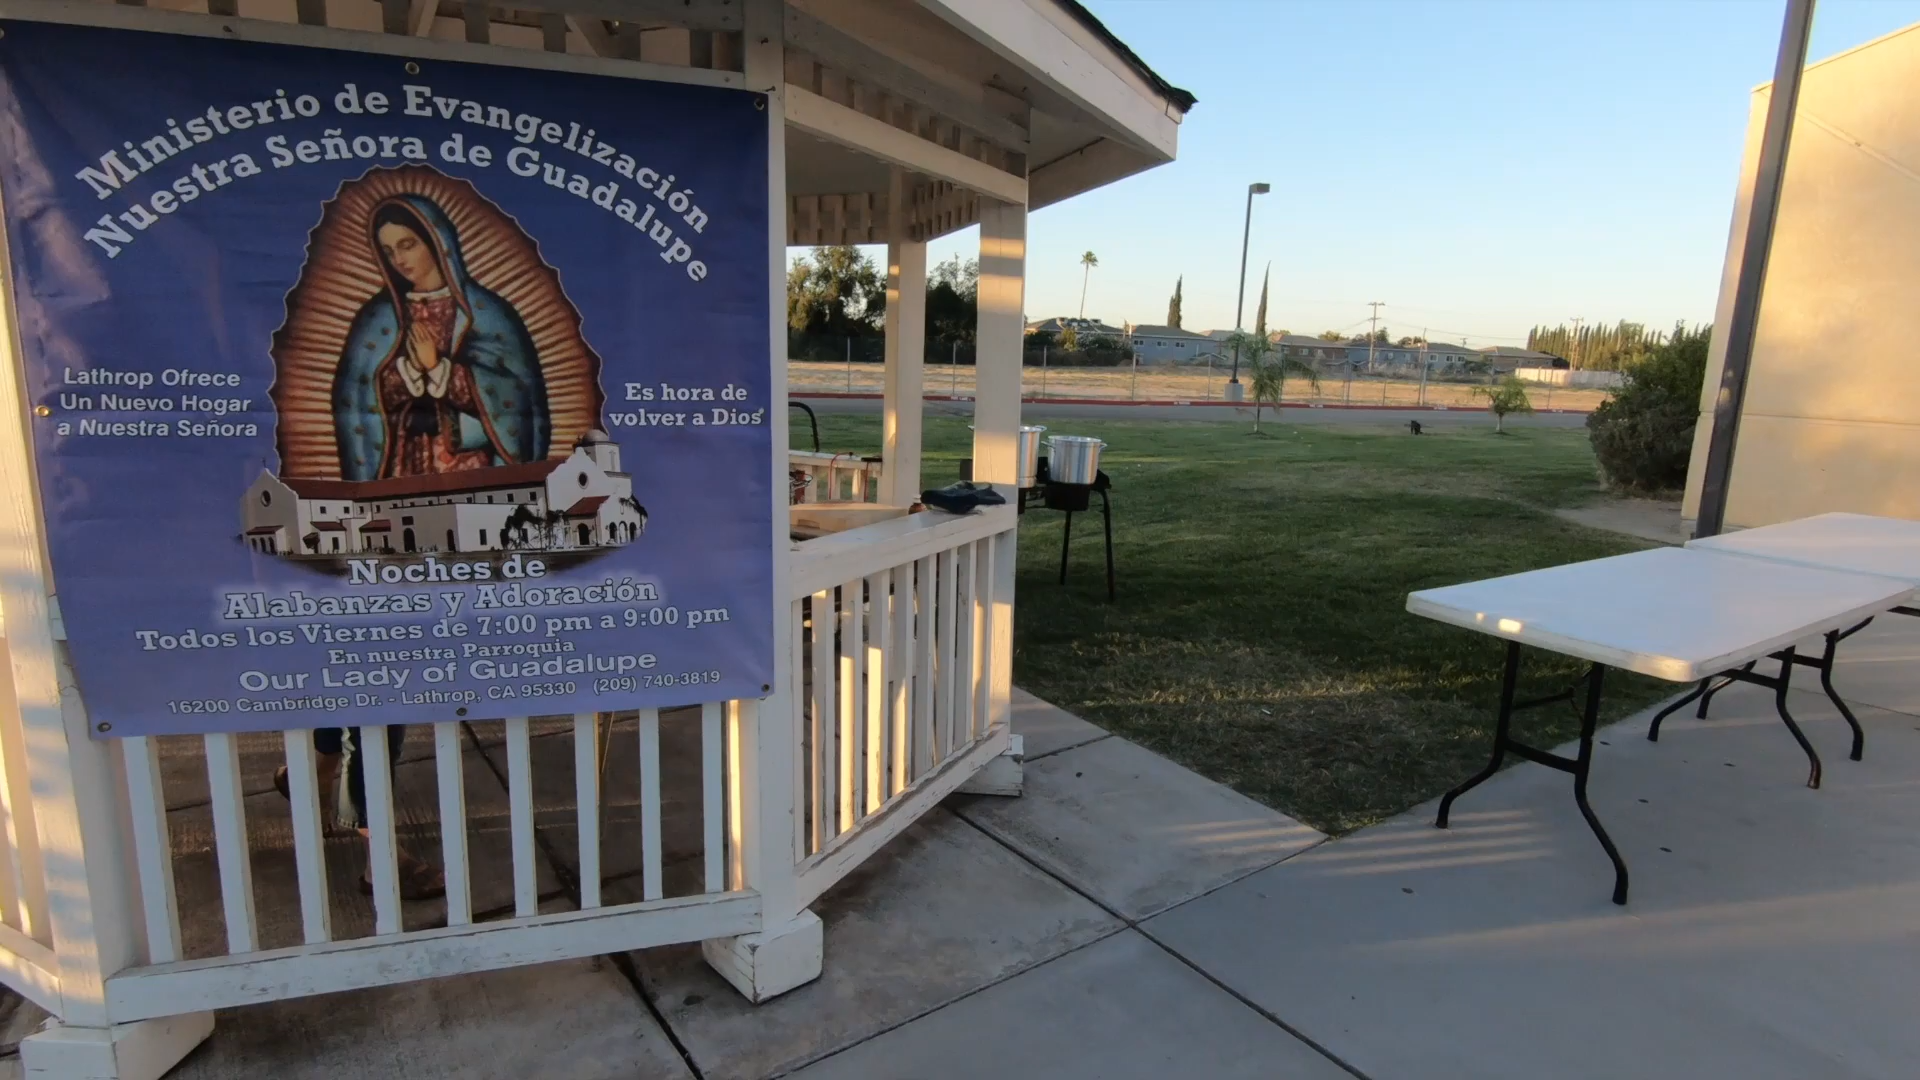 Ministerio de Evangelización
Nuestra Señora de Guadalupe
Lathrop Ofrece
Un Nuevo Hogar
a Nuestra Señora
Es hora de
volver a Dios
Noches de
Alabanzas y Adoración
Todos los Viernes de 7:00 pm a 9:00 pm
En nuestra Parroquia
Our Lady of Guadalupe
16200 Cambridge Dr. - Lathrop, CA 95330 (209) 740-3819